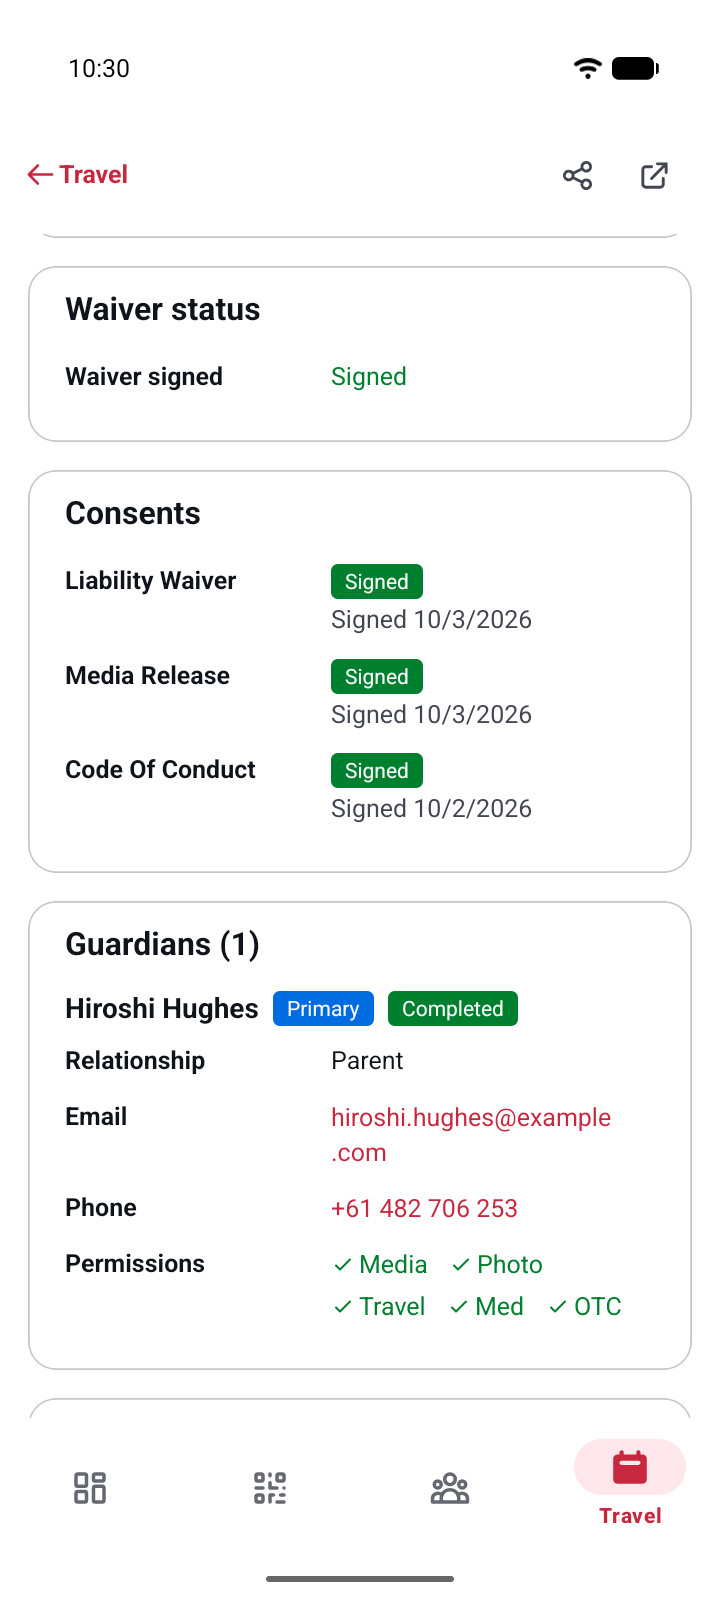 10:30
Travel
Waiver status
Waiver signed Signed
Consents
Liability Waiver Signed
Signed 10/3/2026
Media Release Signed
Signed 10/3/2026
Code Of Conduct Signed
Signed 10/2/2026
Guardians (1)
Hiroshi Hughes Primary Completed
Relationship Parent
Email hiroshi.hughes@example
.com
Phone +61 482 706 253
Permissions Media Photo
Travel Med OTC
Travel